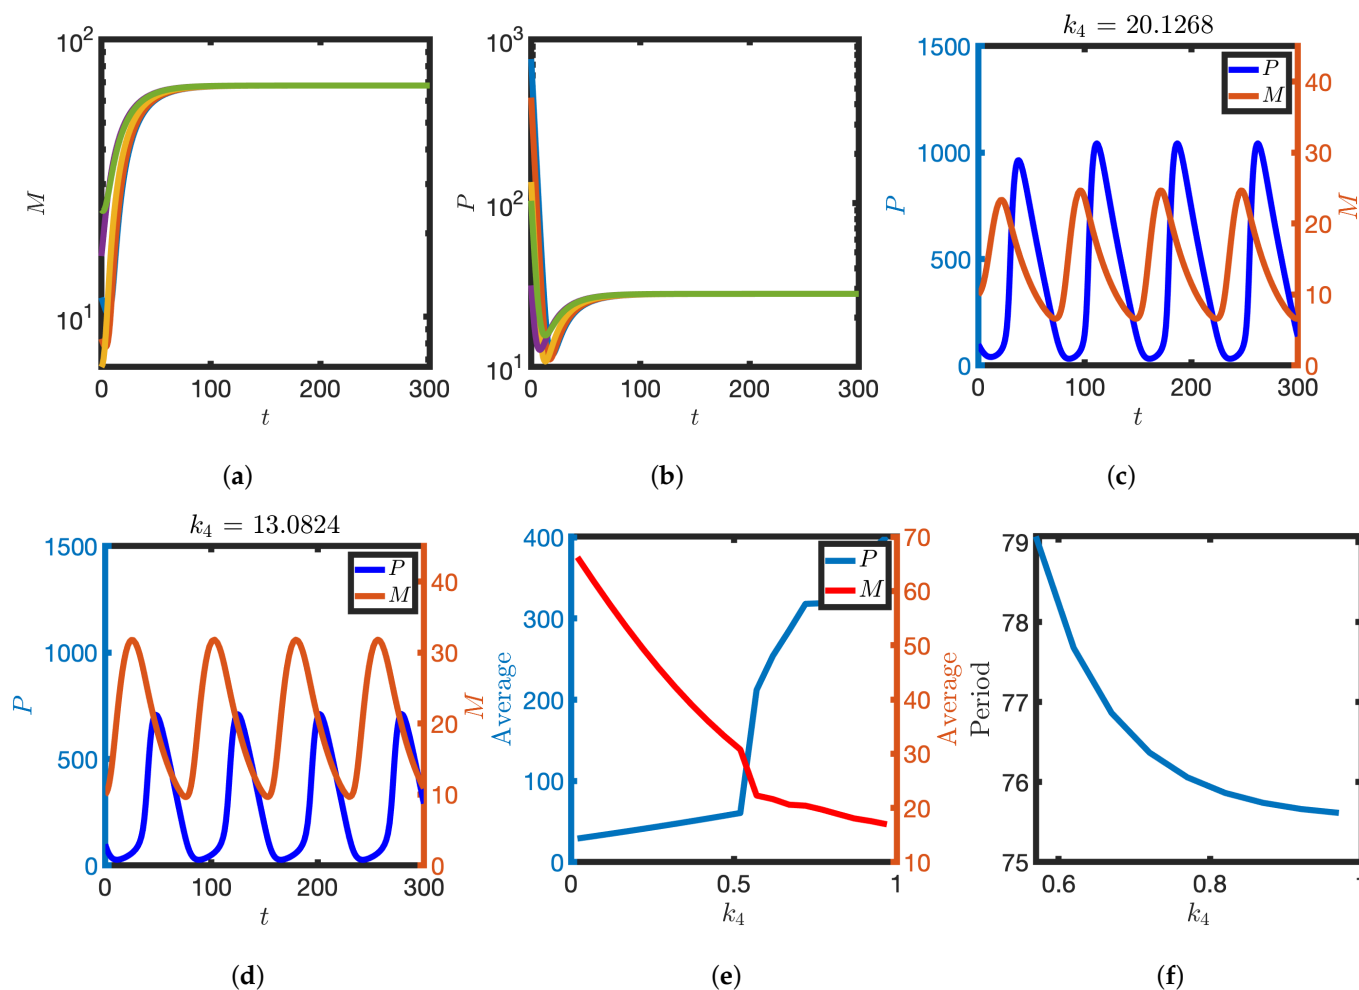 10^2
M
10^1
0 100 200 300
t
(a)
10^3
P
10^2
10^1
0 100 200 300
t
(b)
k_4 = 20.1268
1500
1000
500
0
P
P
M
40
30
20
10
0
M
0 100 200 300
t
(c)
k_4 = 13.0824
1500
1000
500
0
P
P
M
40
30
20
10
0
M
0 100 200 300
t
(d)
400
300
200
100
0
Average
P
M
70
60
50
40
30
20
10
Average
0 0.5 1
k_4
(e)
79
78
77
76
75
Period
0.6 0.8 1
k_4
(f)